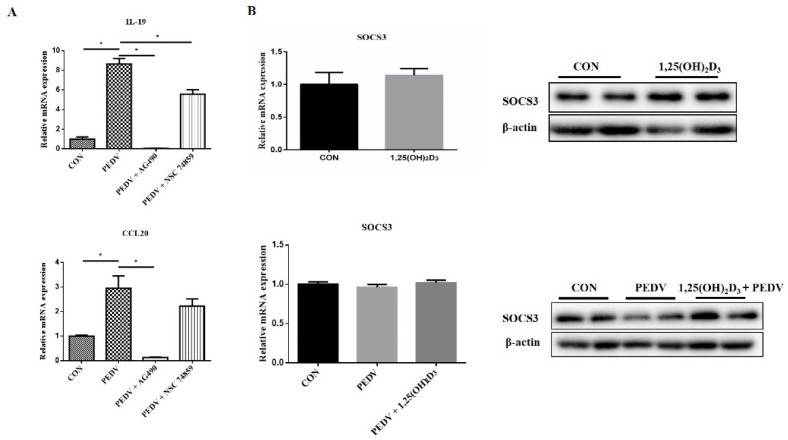 A
IL-19
Relative mRNA expression
10
8
6
4
2
0
* * *
CON
PEDV
PEDV + AG490
PEDV + NSC 74859
B
SOCS3
Relative mRNA expression
1.5
1.0
0.5
0.0
CON
1,25(OH)₂D₃
CON 1,25(OH)₂D₃
SOCS3
β-actin
CCL20
Relative mRNA expression
4
3
2
1
0
* *
CON
PEDV
PEDV + AG490
PEDV + NSC 74859
SOCS3
Relative mRNA expression
1.5
1.0
0.5
0.0
CON
PEDV
PEDV + 1,25(OH)2D3
CON PEDV 1,25(OH)₂D₃ + PEDV
SOCS3
β-actin